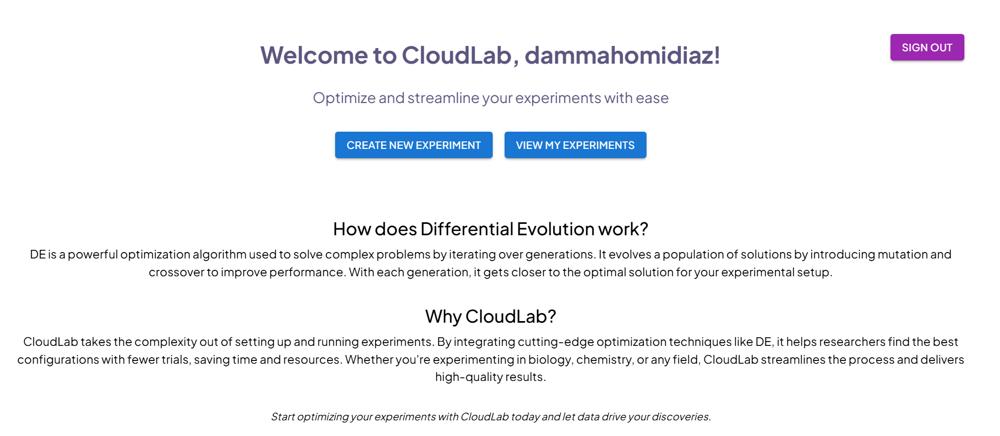 Welcome to CloudLab, dammahomidiaz!
SIGN OUT
Optimize and streamline your experiments with ease
CREATE NEW EXPERIMENT
VIEW MY EXPERIMENTS
How does Differential Evolution work?
DE is a powerful optimization algorithm used to solve complex problems by iterating over generations. It evolves a population of solutions by introducing mutation and
crossover to improve performance. With each generation, it gets closer to the optimal solution for your experimental setup.
Why CloudLab?
CloudLab takes the complexity out of setting up and running experiments. By integrating cutting-edge optimization techniques like DE, it helps researchers find the best
configurations with fewer trials, saving time and resources. Whether you're experimenting in biology, chemistry, or any field, CloudLab streamlines the process and delivers
high-quality results.
Start optimizing your experiments with CloudLab today and let data drive your discoveries.